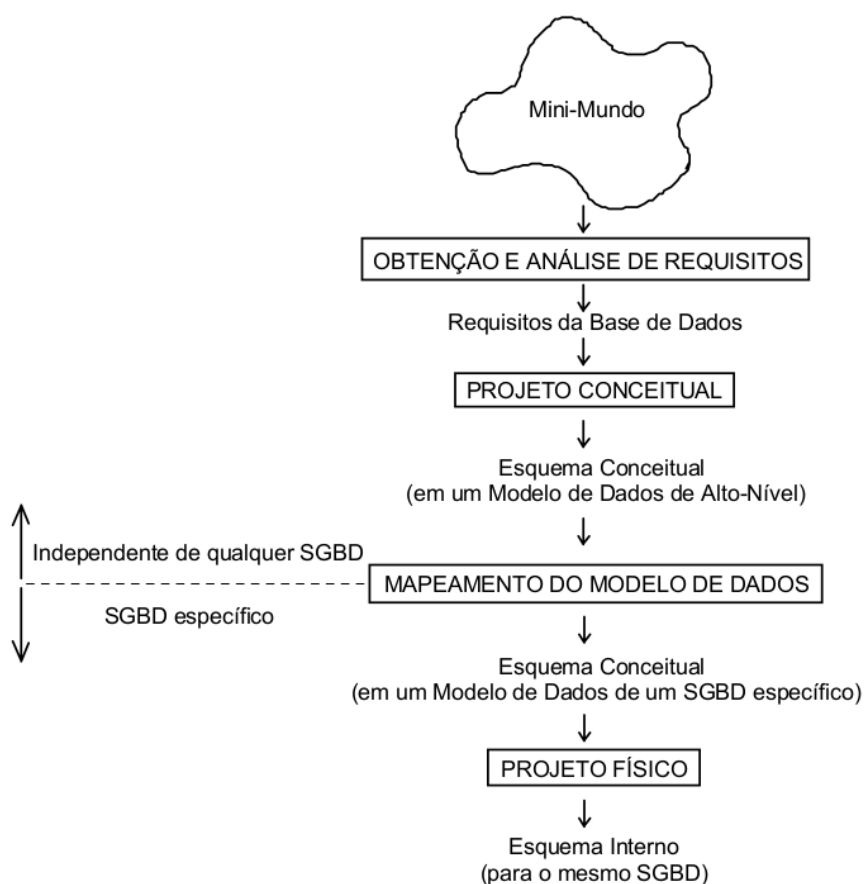 Mini-Mundo
OBTENÇÃO E ANÁLISE DE REQUISITOS
Requisitos da Base de Dados
PROJETO CONCEITUAL
Esquema Conceitual
(em um Modelo de Dados de Alto-Nível)
Independente de qualquer SGBD
MAPEAMENTO DO MODELO DE DADOS
SGBD específico
Esquema Conceitual
(em um Modelo de Dados de um SGBD específico)
PROJETO FÍSICO
Esquema Interno
(para o mesmo SGBD)